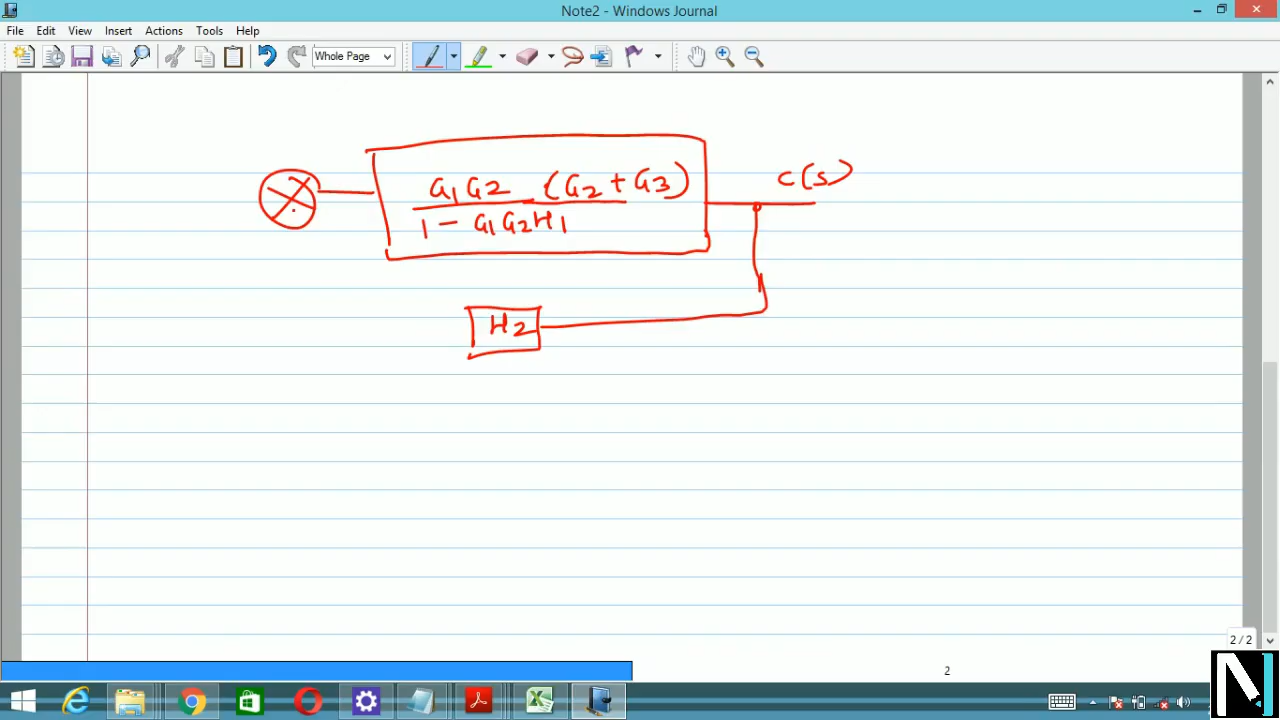 Note2 - Windows Journal
File Edit View Insert Actions Tools Help
Whole Page
C(s)
G1G2 (G2+G3)
1 - G1G2H1
H2
2 / 2
2
N